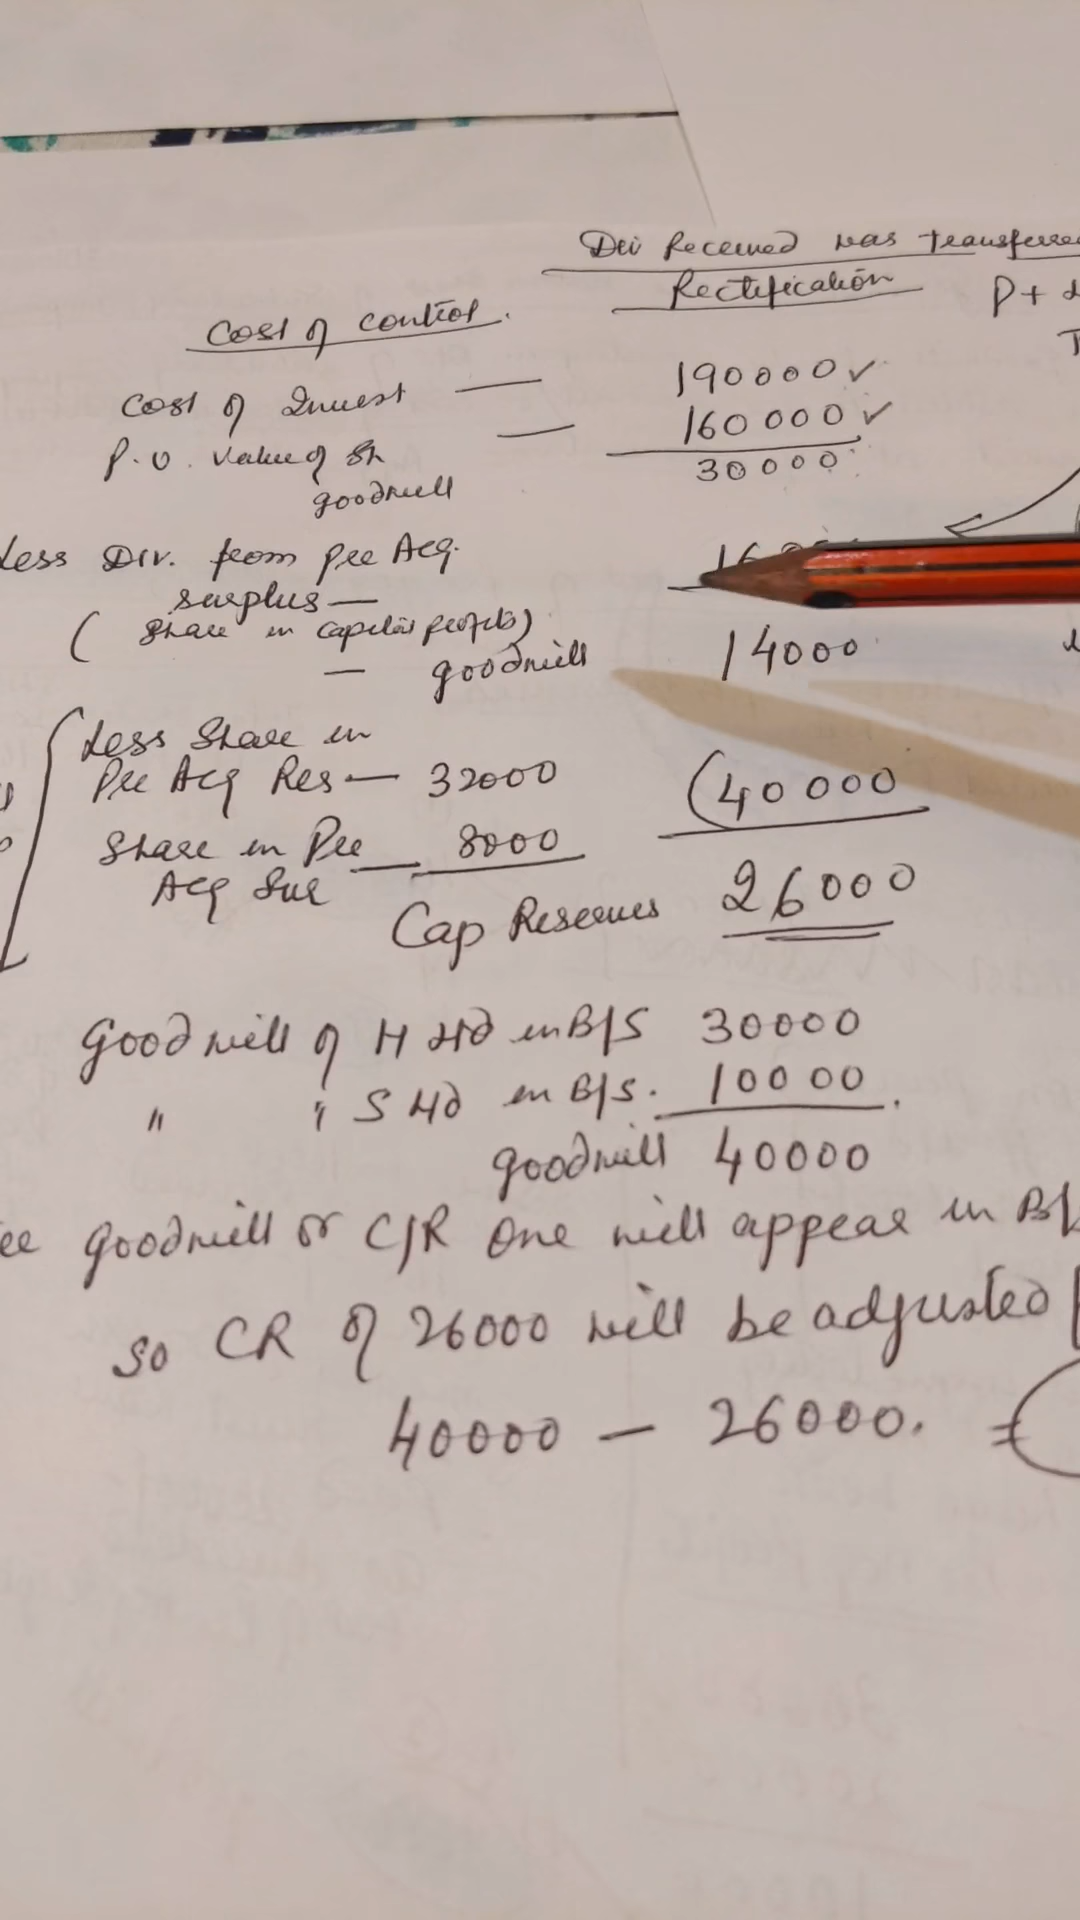 Div Received was transferred
Rectification
P+
Cost of control.
Cost of Invest — 190000 ✓
P.U. Value of Sh — 160000 ✓
goodwill 30000
Less Div. from pre Acq. 16
surplus —
( Share in capital profits)
— goodwill 14000
Less Share in
Pre Acq Res — 32000 (40000
Share in Pre — 8000
Acq Sur
Cap Reserves 26000
Goodwill of H Ltd in B/S 30000
" " S Ltd in B/S. 10000.
goodwill 40000
goodwill or C/R one will appear in B/
so CR of 26000 will be adjusted
40000 — 26000. =